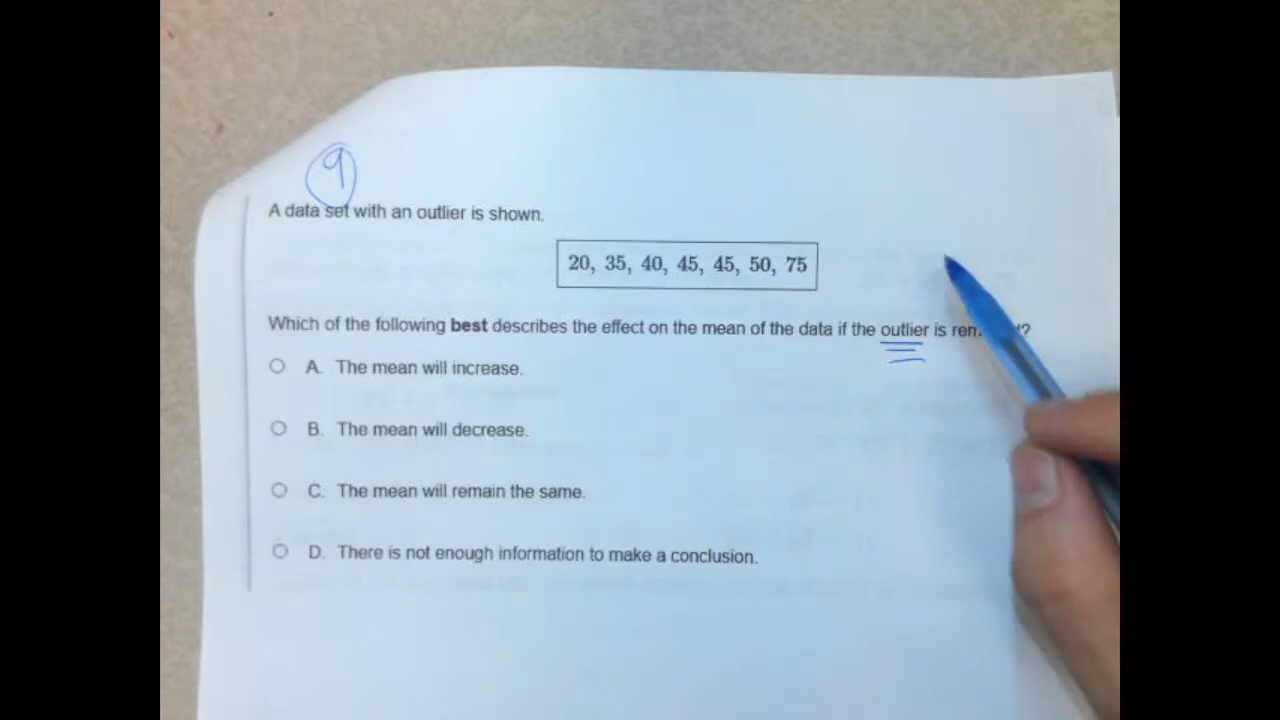 9
A data set with an outlier is shown.
20, 35, 40, 45, 45, 50, 75
Which of the following best describes the effect on the mean of the data if the outlier is
A. The mean will increase.
B. The mean will decrease.
C. The mean will remain the same.
D. There is not enough information to make a conclusion.